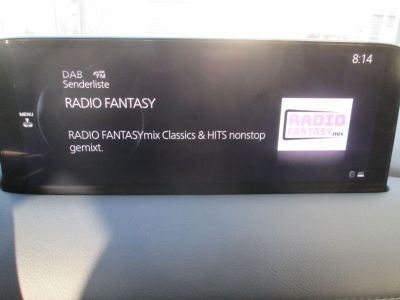 8:14
DAB
Senderliste
RADIO FANTASY
MENU
RADIO FANTASYmix Classics & HITS nonstop
gemixt.
RADIO
FANTASY mix